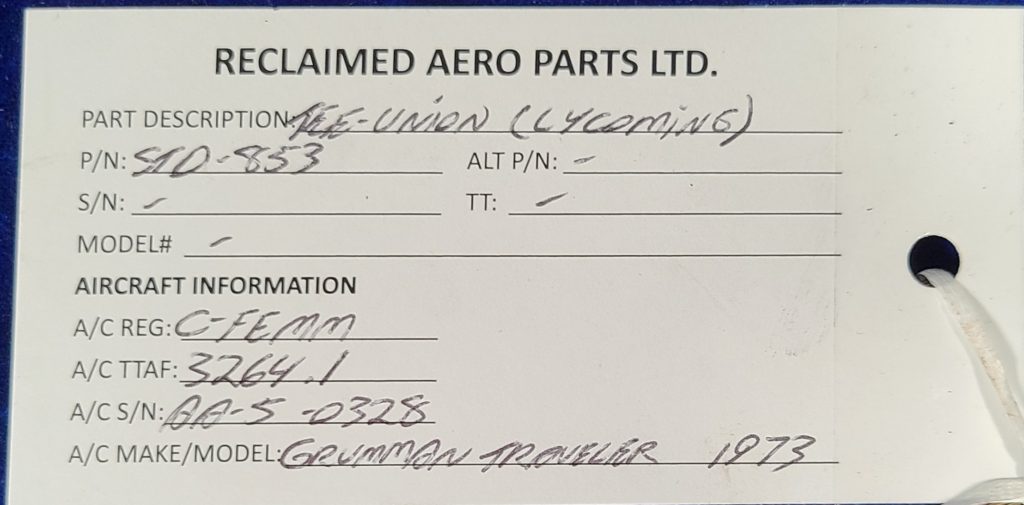 RECLAIMED AERO PARTS LTD.
PART DESCRIPTION: TEE-UNION (LYCOMING)
P/N: STD-853 ALT P/N: -
S/N: - TT: -
MODEL# -
AIRCRAFT INFORMATION
A/C REG: C-FEMM
A/C TTAF: 3264.1
A/C S/N: AA-5-0328
A/C MAKE/MODEL: GRUMMAN TRAVELER 1973